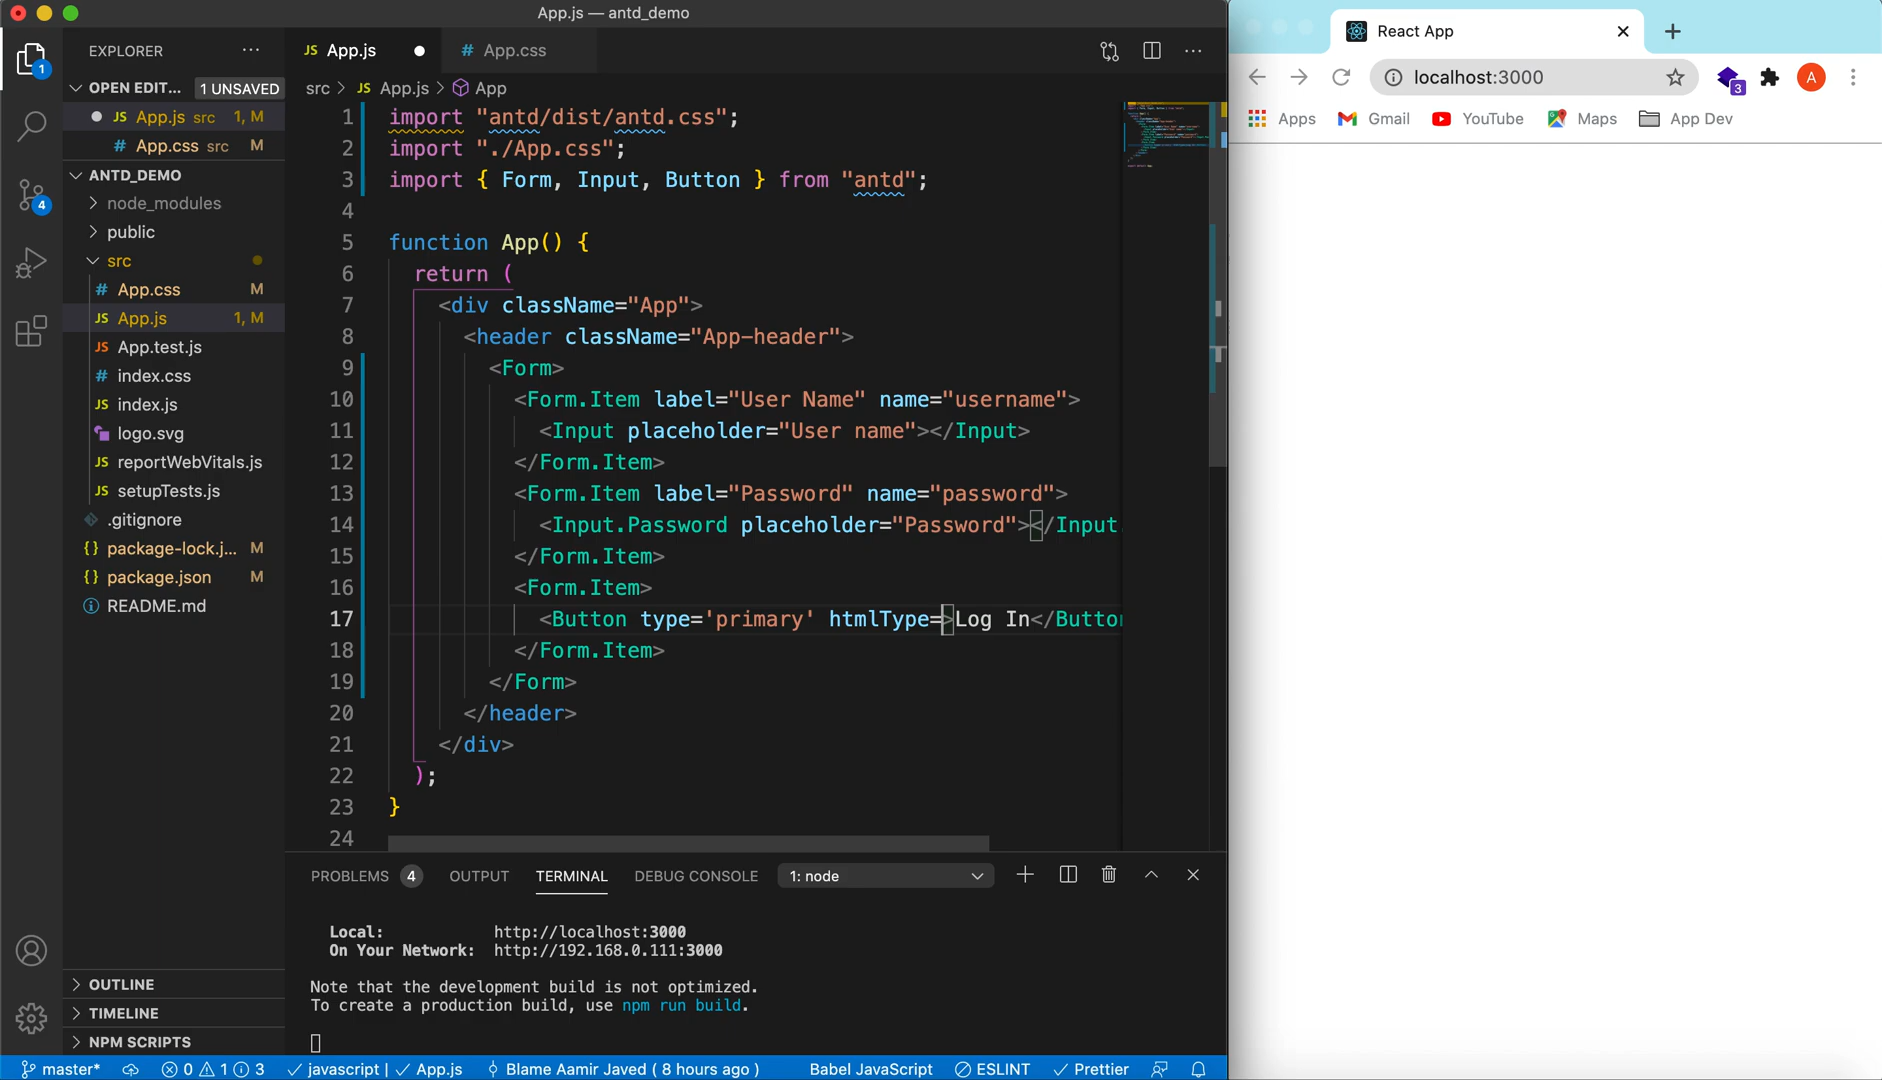 App.js — antd_demo
EXPLORER
OPEN EDIT...
1 UNSAVED
App.js src 1, M
App.css src M
ANTD_DEMO
node_modules
public
src
App.css M
App.js 1, M
App.test.js
index.css
index.js
logo.svg
reportWebVitals.js
setupTests.js
.gitignore
package-lock.j... M
package.json M
README.md
OUTLINE
TIMELINE
NPM SCRIPTS
JS App.js
# App.css
src > JS App.js > App
1 import "antd/dist/antd.css";
2 import "./App.css";
3 import { Form, Input, Button } from "antd";
4
5 function App() {
6 return (
7 <div className="App">
8 <header className="App-header">
9 <Form>
10 <Form.Item label="User Name" name="username">
11 <Input placeholder="User name"></Input>
12 </Form.Item>
13 <Form.Item label="Password" name="password">
14 <Input.Password placeholder="Password"></Input.
15 </Form.Item>
16 <Form.Item>
17 <Button type='primary' htmlType=>Log In</Button
18 </Form.Item>
19 </Form>
20 </header>
21 </div>
22 );
23 }
24
PROBLEMS 4 OUTPUT TERMINAL DEBUG CONSOLE 1: node
Local: http://localhost:3000
On Your Network: http://192.168.0.111:3000
Note that the development build is not optimized.
To create a production build, use npm run build.
master* 0 1 3 javascript | App.js Blame Aamir Javed ( 8 hours ago ) Babel JavaScript ESLINT Prettier
React App
localhost:3000
3
A
Apps Gmail YouTube Maps App Dev
1
4